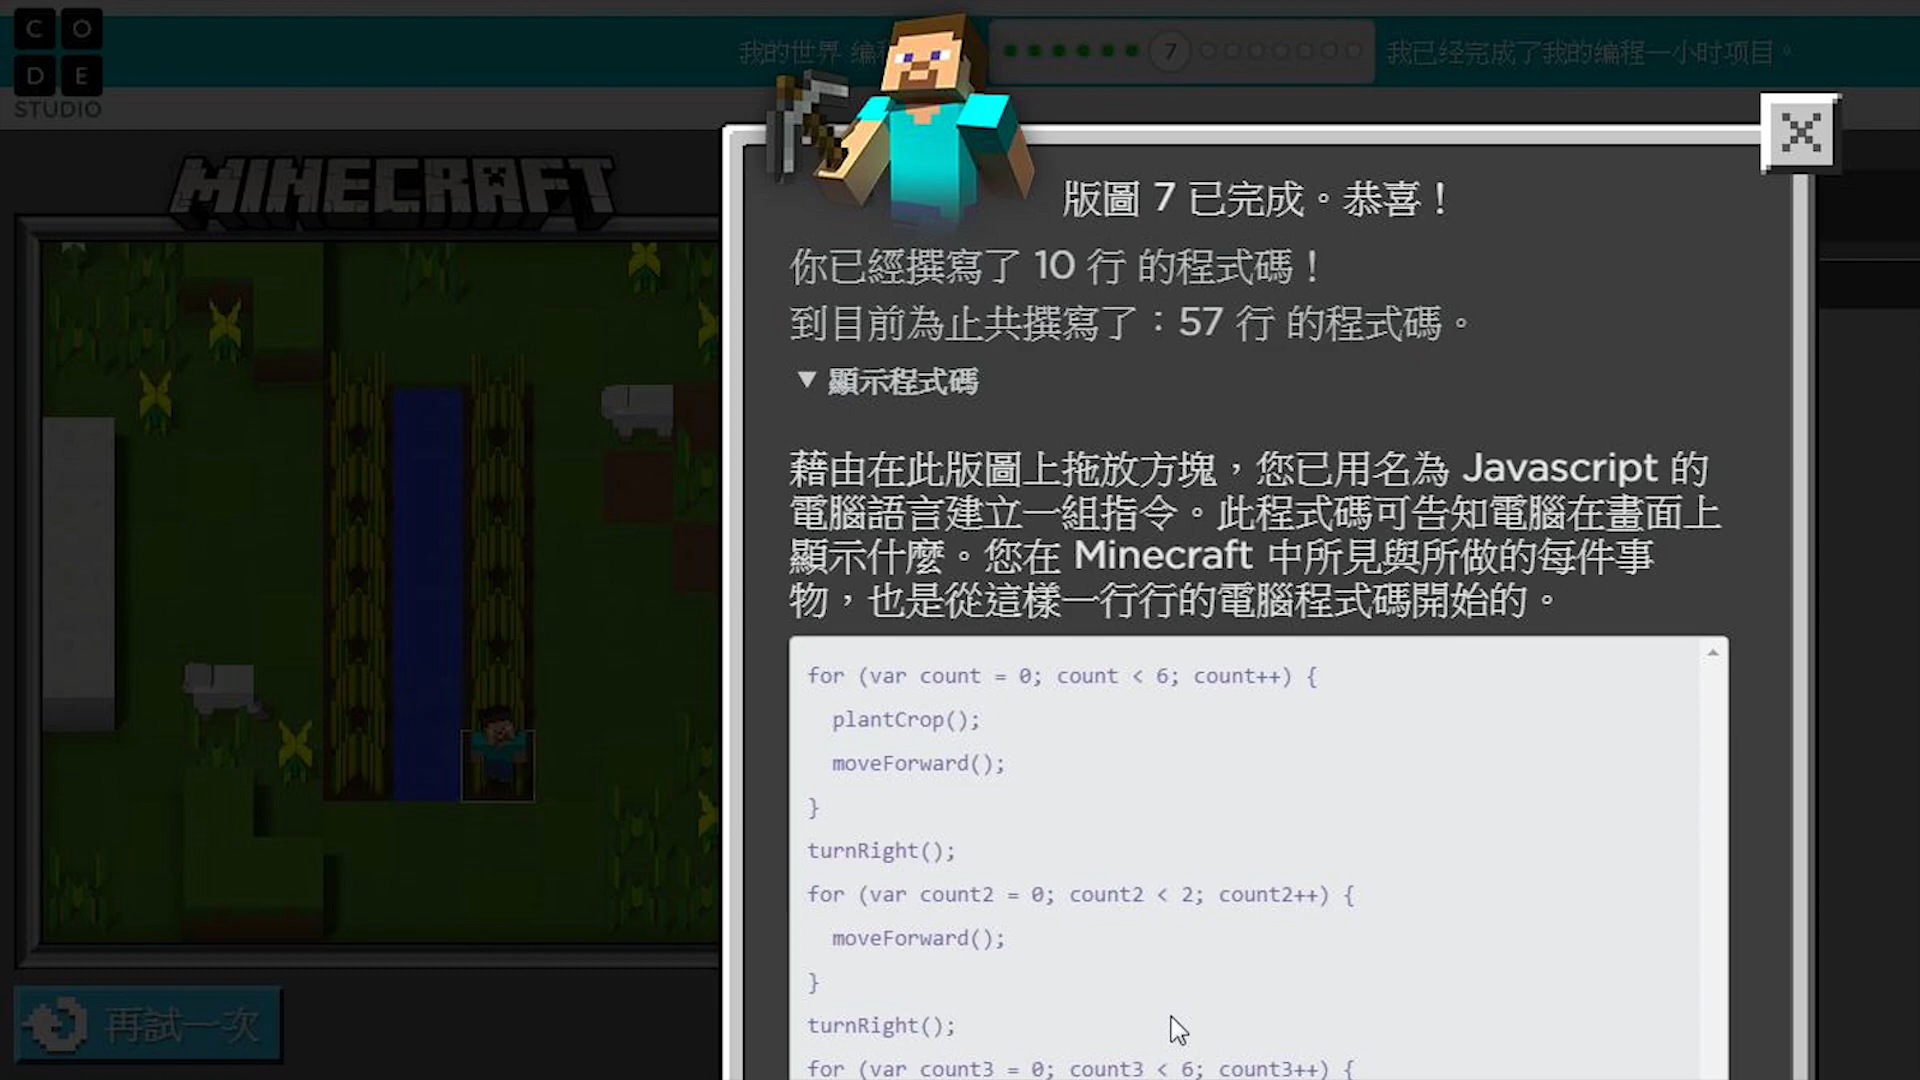 C O
D E
STUDIO
我的世界 編
7
我已经完成了我的编程一小时项目。
MINECRAFT
版圖 7 已完成。恭喜！
你已經撰寫了 10 行 的程式碼！
到目前為止共撰寫了：57 行 的程式碼。
▼ 顯示程式碼
藉由在此版圖上拖放方塊，您已用名為 Javascript 的
電腦語言建立一組指令。此程式碼可告知電腦在畫面上
顯示什麼。您在 Minecraft 中所見與所做的每件事
物，也是從這樣一行行的電腦程式碼開始的。
for (var count = 0; count < 6; count++) {
  plantCrop();
  moveForward();
}
turnRight();
for (var count2 = 0; count2 < 2; count2++) {
  moveForward();
}
turnRight();
for (var count3 = 0; count3 < 6; count3++) {
再試一次